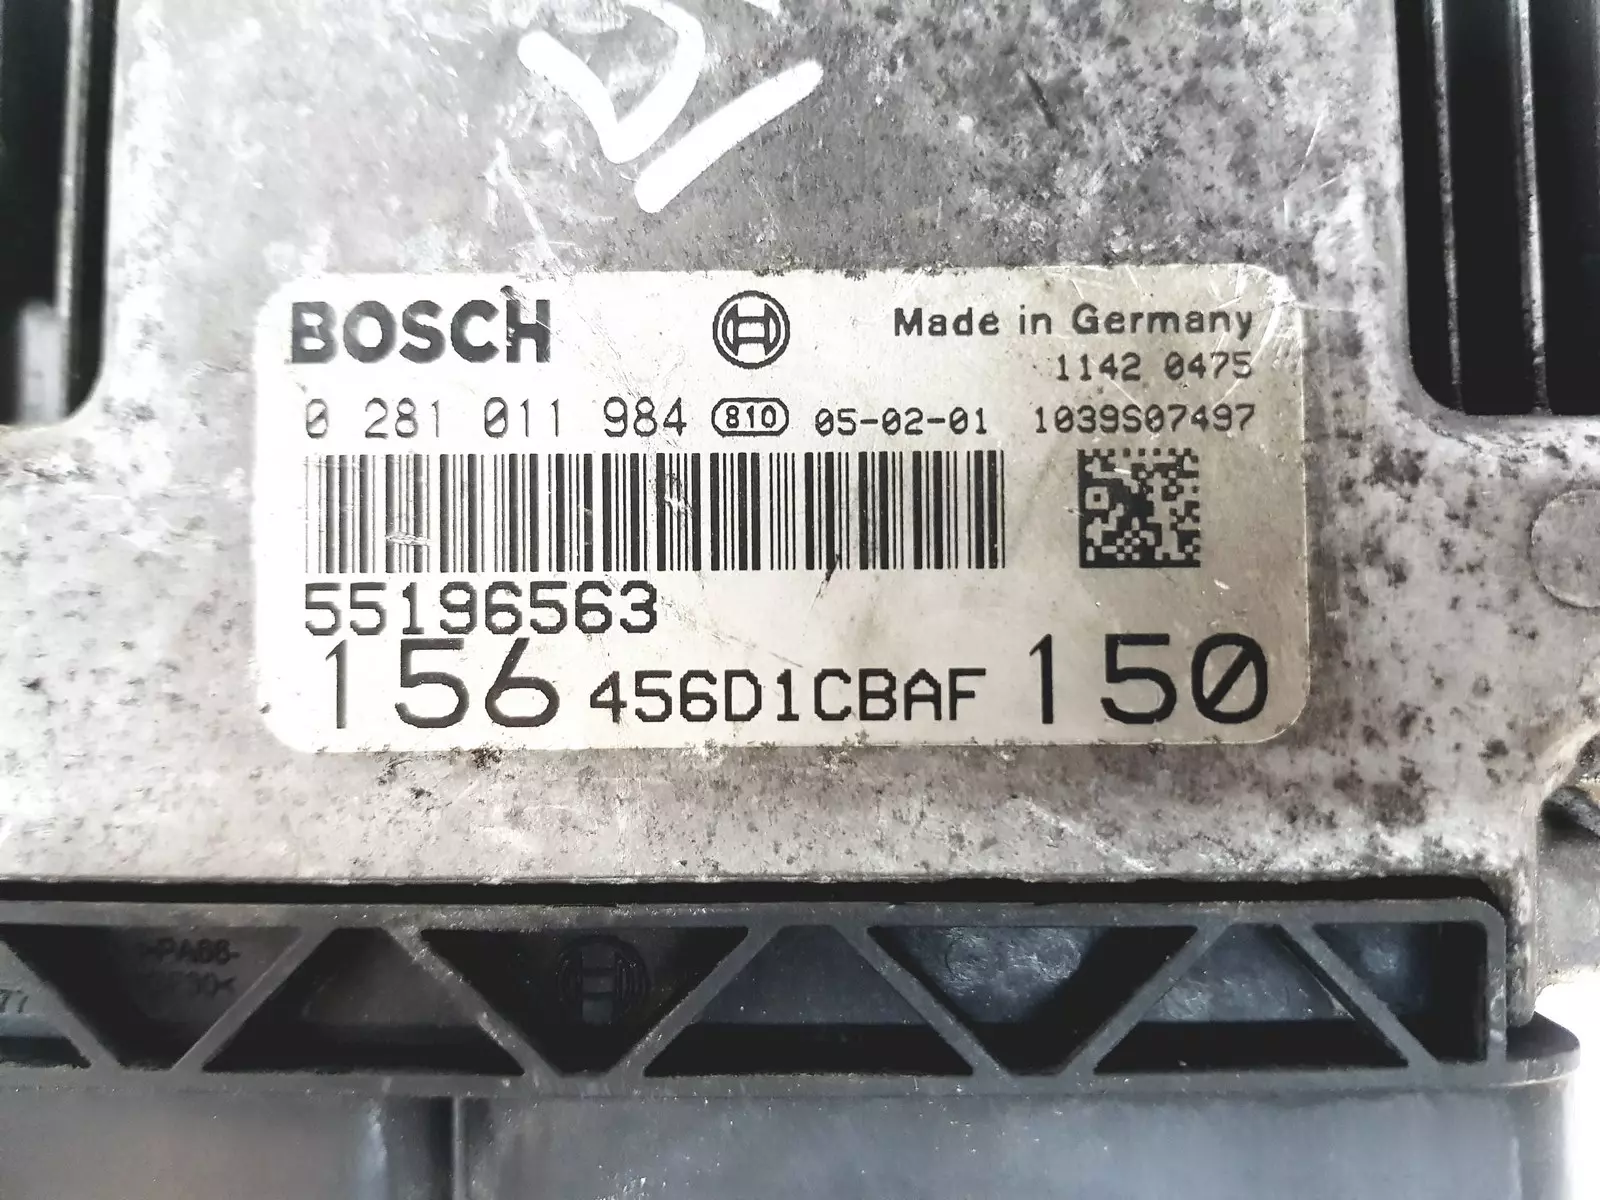 BOSCH Made in Germany
1142 0475
0 281 011 984 810 05-02-01 1039S07497
55196563
156 456D1CBAF 150
77